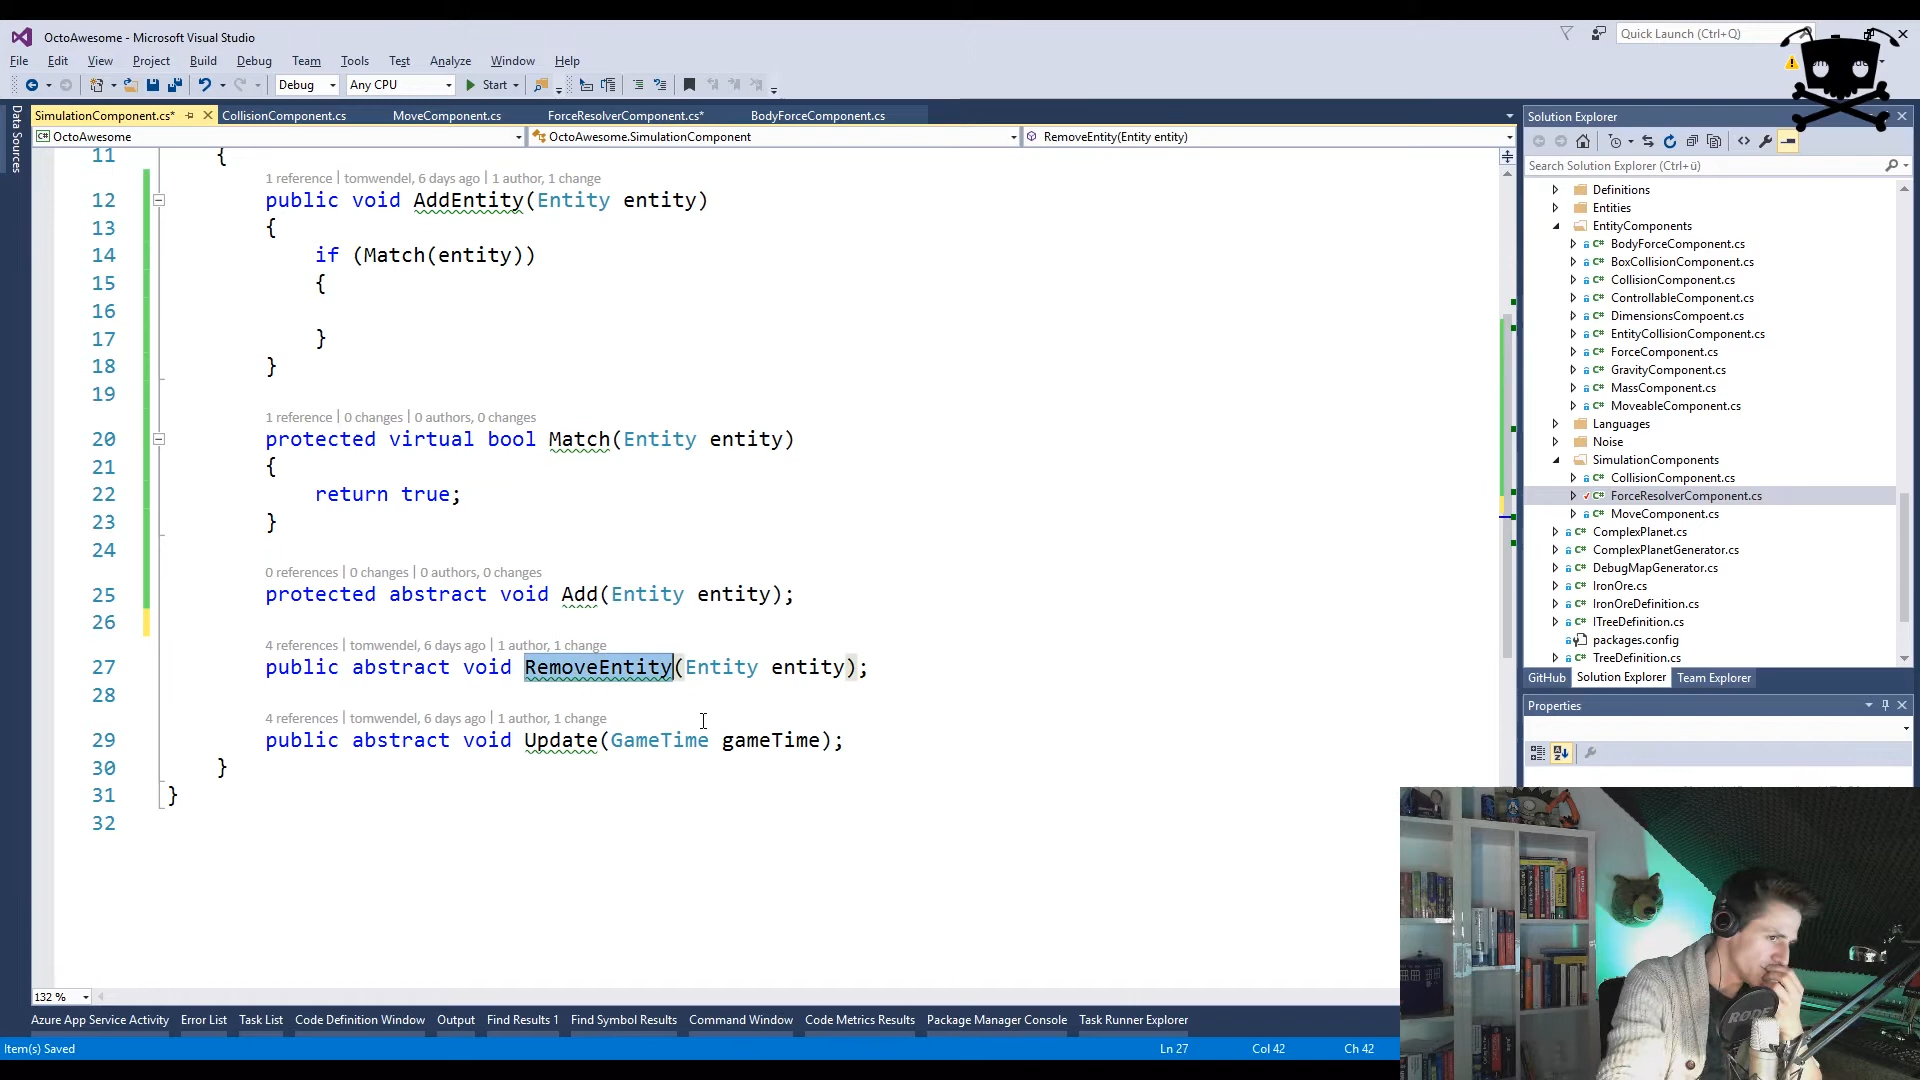 OctoAwesome - Microsoft Visual Studio
Quick Launch (Ctrl+Q)
File Edit View Project Build Debug Team Tools Test Analyze Window Help
Debug Any CPU Start
SimulationComponent.cs* CollisionComponent.cs MoveComponent.cs ForceResolverComponent.cs* BodyForceComponent.cs
OctoAwesome OctoAwesome.SimulationComponent RemoveEntity(Entity entity)
Data Sources
11 {
1 reference | tomwendel, 6 days ago | 1 author, 1 change
12 public void AddEntity(Entity entity)
13 {
14 if (Match(entity))
15 {
16
17 }
18 }
19
1 reference | 0 changes | 0 authors, 0 changes
20 protected virtual bool Match(Entity entity)
21 {
22 return true;
23 }
24
0 references | 0 changes | 0 authors, 0 changes
25 protected abstract void Add(Entity entity);
26
4 references | tomwendel, 6 days ago | 1 author, 1 change
27 public abstract void RemoveEntity(Entity entity);
28
4 references | tomwendel, 6 days ago | 1 author, 1 change
29 public abstract void Update(GameTime gameTime);
30 }
31 }
32
132 %
Solution Explorer
Search Solution Explorer (Ctrl+ü)
Definitions
Entities
EntityComponents
C# BodyForceComponent.cs
C# BoxCollisionComponent.cs
C# CollisionComponent.cs
C# ControllableComponent.cs
C# DimensionsCompoent.cs
C# EntityCollisionComponent.cs
C# ForceComponent.cs
C# GravityComponent.cs
C# MassComponent.cs
C# MoveableComponent.cs
Languages
Noise
SimulationComponents
C# CollisionComponent.cs
C# ForceResolverComponent.cs
C# MoveComponent.cs
C# ComplexPlanet.cs
C# ComplexPlanetGenerator.cs
C# DebugMapGenerator.cs
C# IronOre.cs
C# IronOreDefinition.cs
C# ITreeDefinition.cs
packages.config
C# TreeDefinition.cs
GitHub Solution Explorer Team Explorer
Properties
RODE
Azure App Service Activity Error List Task List Code Definition Window Output Find Results 1 Find Symbol Results Command Window Code Metrics Results Package Manager Console Task Runner Explorer
Item(s) Saved Ln 27 Col 42 Ch 42